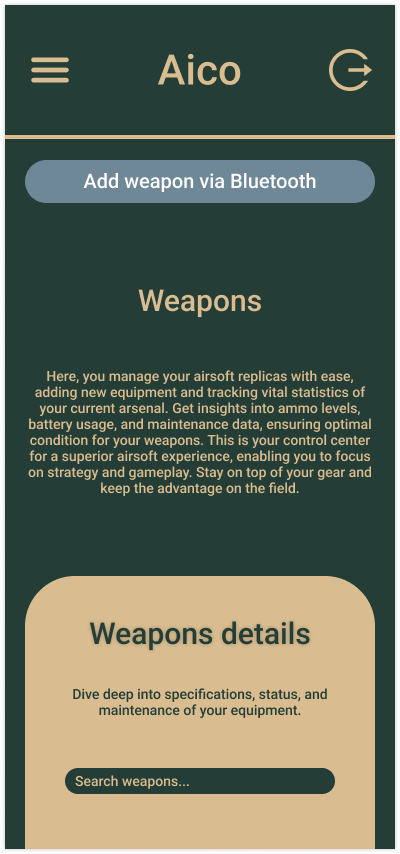 Aico
Add weapon via Bluetooth
Weapons
Here, you manage your airsoft replicas with ease,
adding new equipment and tracking vital statistics of
your current arsenal. Get insights into ammo levels,
battery usage, and maintenance data, ensuring optimal
condition for your weapons. This is your control center
for a superior airsoft experience, enabling you to focus
on strategy and gameplay. Stay on top of your gear and
keep the advantage on the field.
Weapons details
Dive deep into specifications, status, and
maintenance of your equipment.
Search weapons...